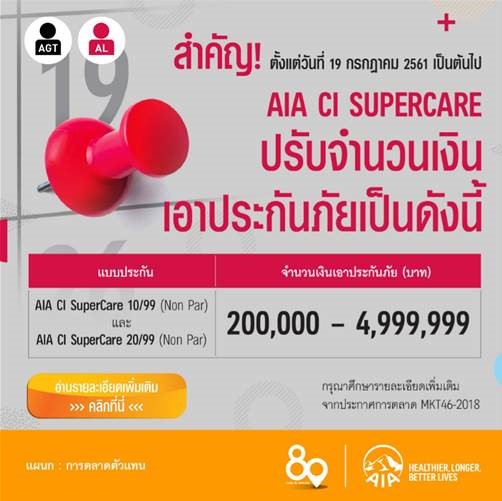 AGT
AL
19
สำคัญ! ตั้งแต่วันที่ 19 กรกฎาคม 2561 เป็นต้นไป
AIA CI SUPERCARE
ปรับจำนวนเงิน
เอาประกันภัยเป็นดังนี้
แบบประกัน
จำนวนเงินเอาประกันภัย (บาท)
AIA CI SuperCare 10/99 (Non Par)
และ
AIA CI SuperCare 20/99 (Non Par)
200,000 – 4,999,999
อ่านรายละเอียดเพิ่มเติม
>>> คลิกที่นี่ <<<
กรุณาศึกษารายละเอียดเพิ่มเติม
จากประกาศการตลาด MKT46-2018
แผนก : การตลาดตัวแทน
80
AIA
HEALTHIER, LONGER,
BETTER LIVES